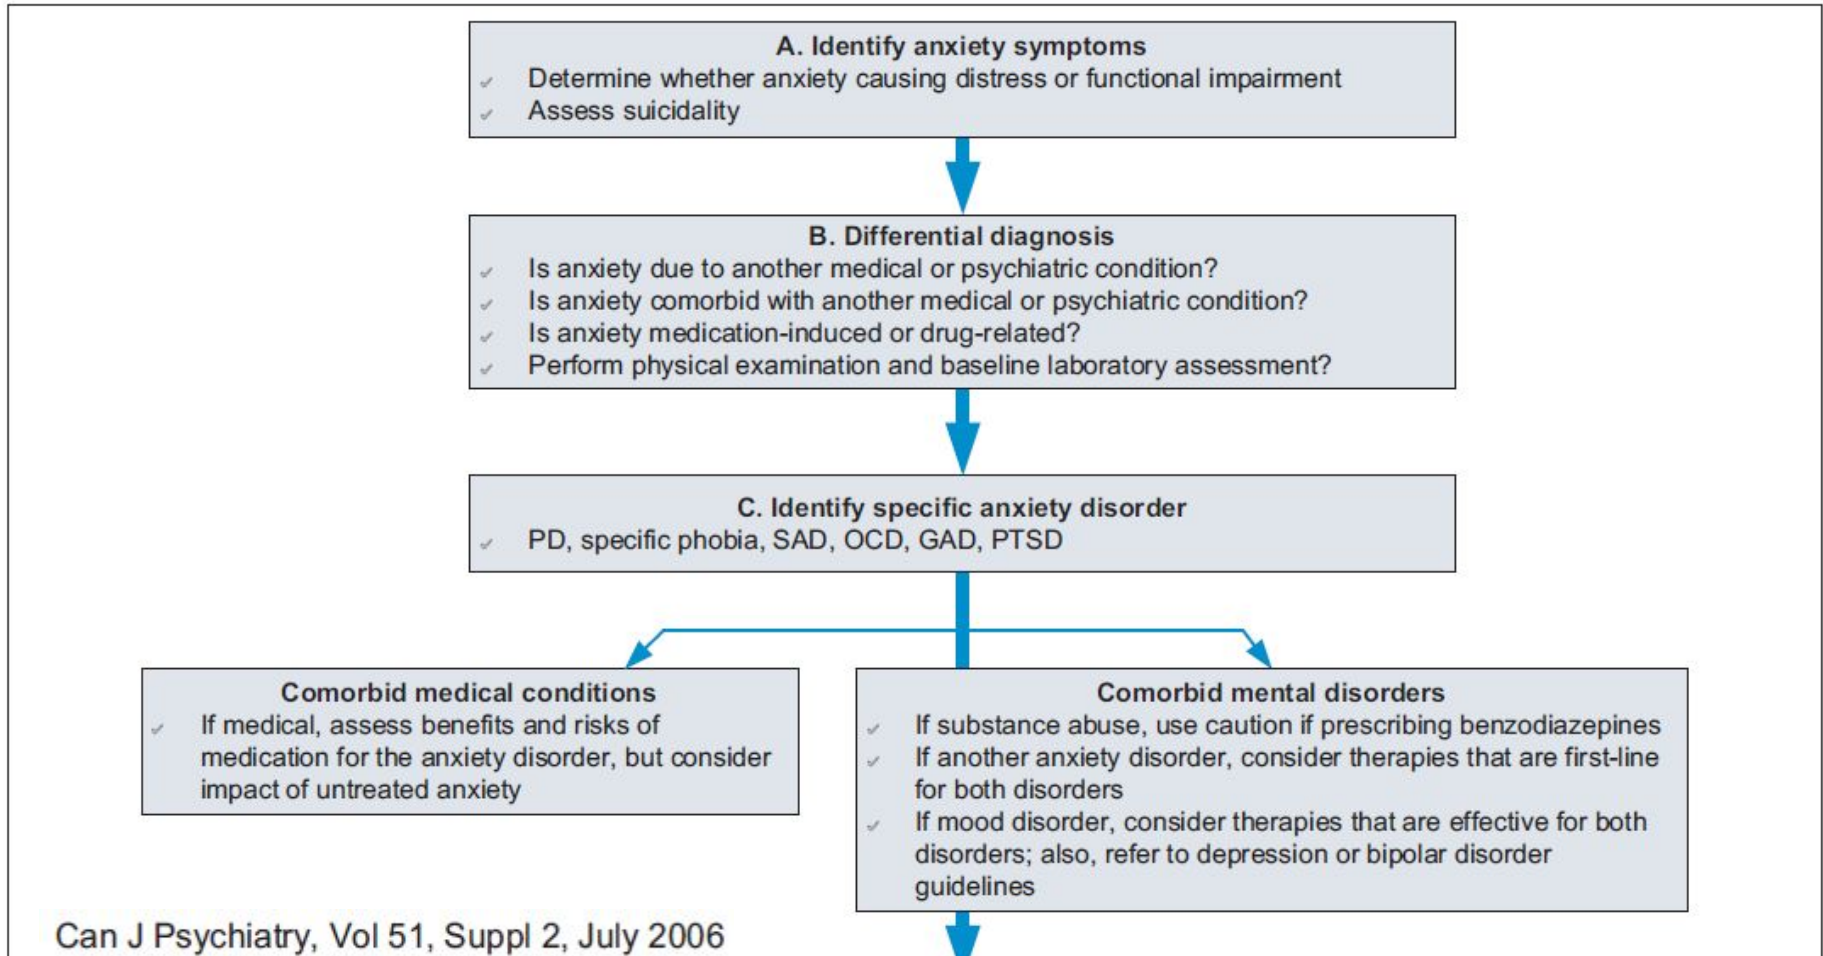 A. Identify anxiety symptoms
✓ Determine whether anxiety causing distress or functional impairment
✓ Assess suicidality
B. Differential diagnosis
✓ Is anxiety due to another medical or psychiatric condition?
✓ Is anxiety comorbid with another medical or psychiatric condition?
✓ Is anxiety medication-induced or drug-related?
✓ Perform physical examination and baseline laboratory assessment?
C. Identify specific anxiety disorder
✓ PD, specific phobia, SAD, OCD, GAD, PTSD
Comorbid medical conditions
✓ If medical, assess benefits and risks of
medication for the anxiety disorder, but consider
impact of untreated anxiety
Comorbid mental disorders
✓ If substance abuse, use caution if prescribing benzodiazepines
✓ If another anxiety disorder, consider therapies that are first-line
for both disorders
✓ If mood disorder, consider therapies that are effective for both
disorders; also, refer to depression or bipolar disorder
guidelines
Can J Psychiatry, Vol 51, Suppl 2, July 2006